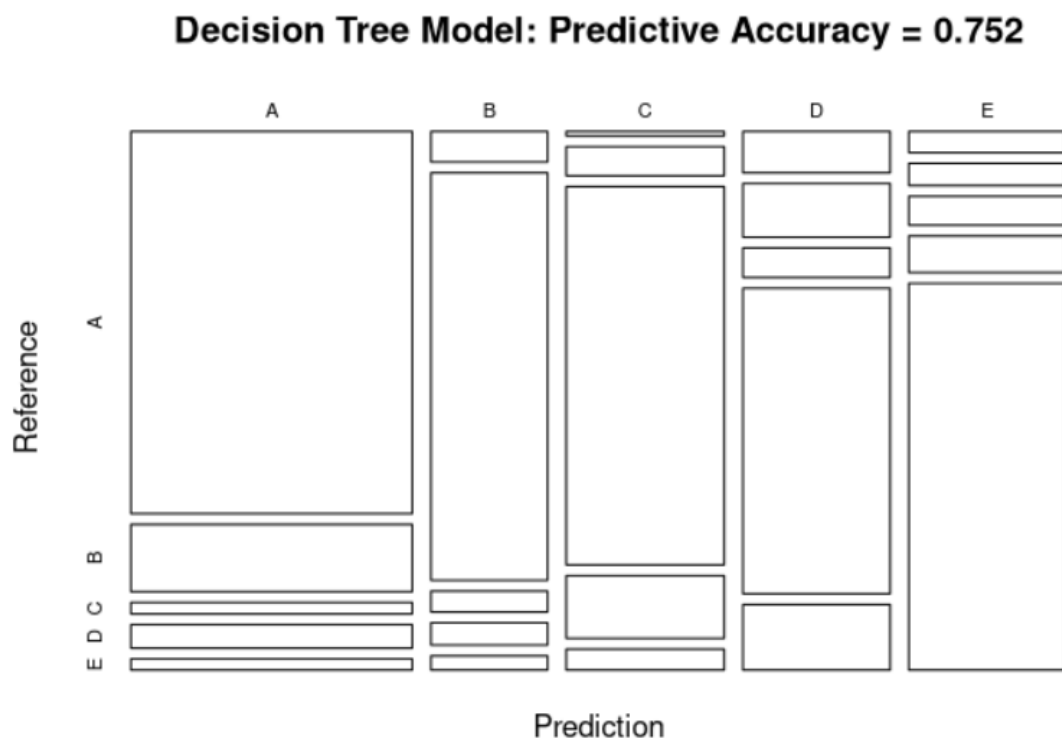 Decision Tree Model: Predictive Accuracy = 0.752
A B C D E
Reference
A
B
C
D
E
Prediction